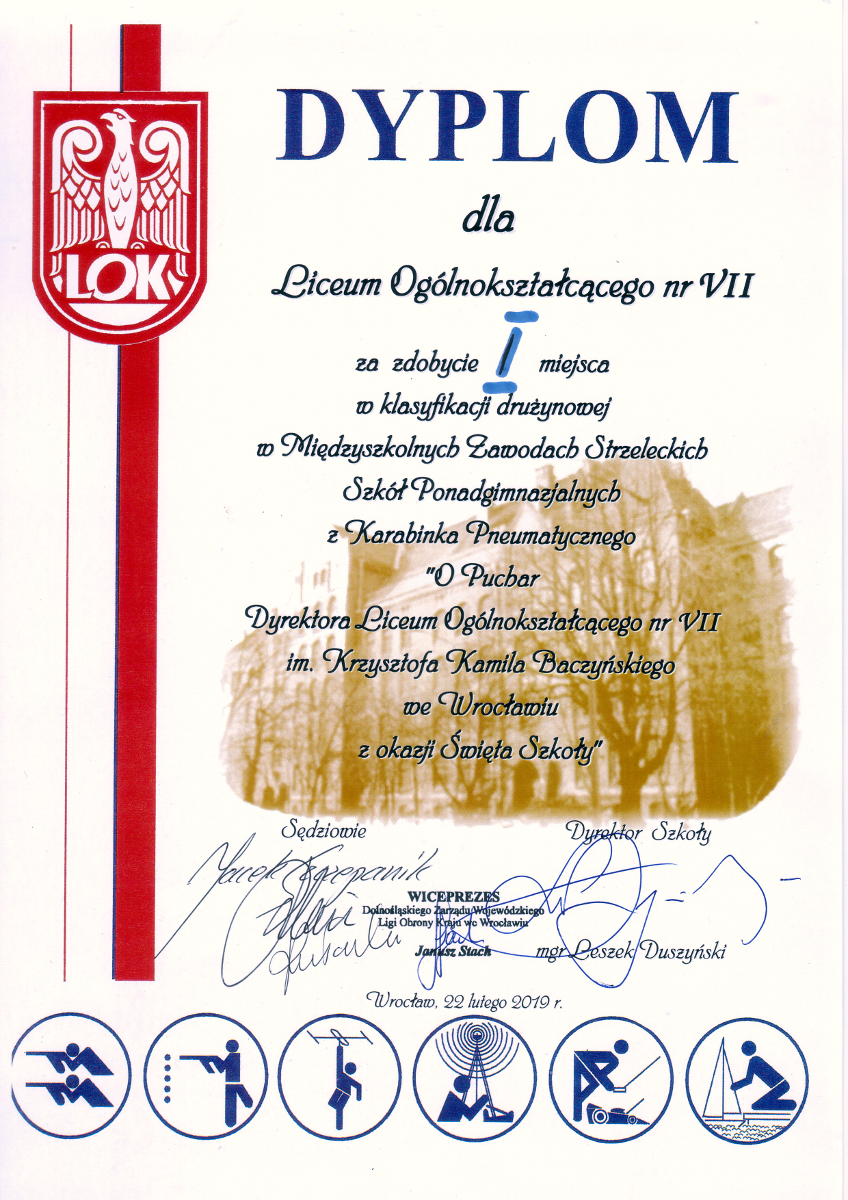 DYPLOM
LOK
dla
Liceum Ogólnokształcącego nr VII
za zdobycie I miejsca
w klasyfikacji drużynowej
w Międzyszkolnych Zawodach Strzeleckich
Szkół Ponadgimnazjalnych
z Karabinka Pneumatycznego
"O Puchar
Dyrektora Liceum Ogólnokształcącego nr VII
im. Krzysztofa Kamila Baczyńskiego
we Wrocławiu
z okazji Święta Szkoły"
Sędziowie
Dyrektor Szkoły
WICEPREZES
Dolnośląskiego Zarządu Wojewódzkiego
Ligi Obrony Kraju we Wrocławiu
Janusz Stach
mgr Leszek Duszyński
Wrocław, 22 lutego 2019 r.